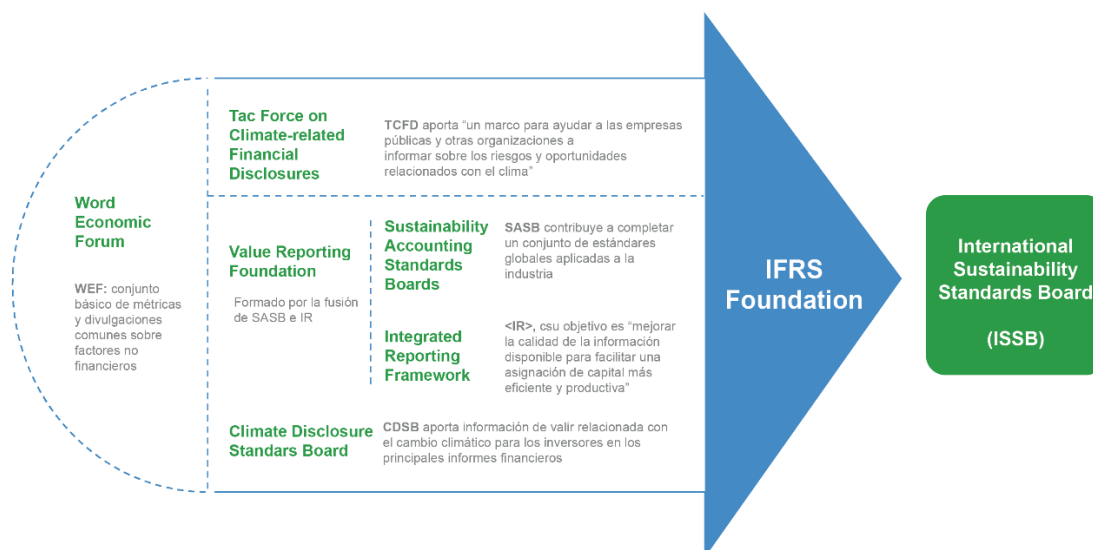 Word
Economic
Forum
WEF: conjunto
básico de métricas
y divulgaciones
comunes sobre
factores no
financieros
Tac Force on
Climate-related
Financial
Disclosures
TCFD aporta “un marco para ayudar a las empresas
públicas y otras organizaciones a
informar sobre los riesgos y oportunidades
relacionados con el clima”
Value Reporting
Foundation
Formado por la fusión
de SASB e IR
Sustainability
Accounting
Standards
Boards
SASB contribuye a completar
un conjunto de estándares
globales aplicadas a la
industria
Integrated
Reporting
Framework
<IR>, csu objetivo es “mejorar
la calidad de la información
disponible para facilitar una
asignación de capital más
eficiente y productiva”
Climate Disclosure
Standars Board
CDSB aporta información de valir relacionada con
el cambio climático para los inversores en los
principales informes financieros
IFRS
Foundation
International
Sustainability
Standards Board
(ISSB)